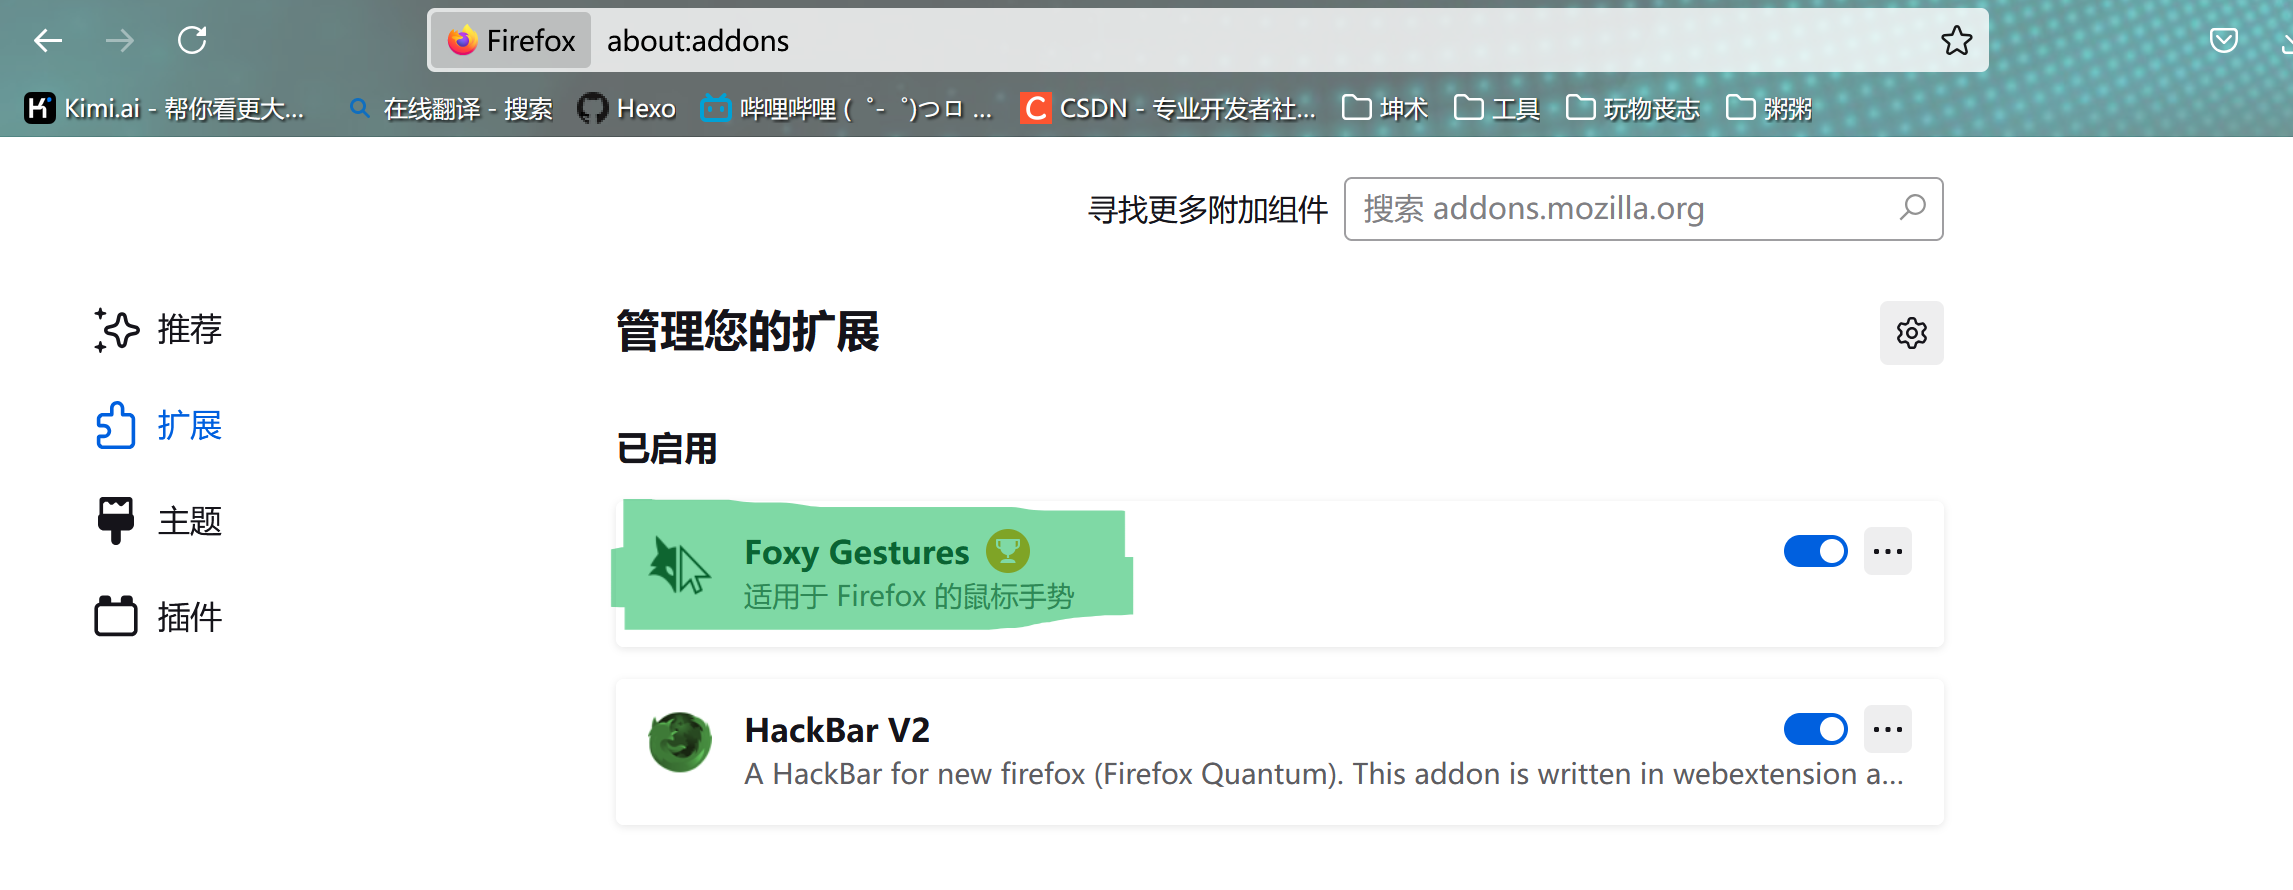 Firefox about:addons
Kimi.ai - 帮你看更大... 在线翻译 - 搜索 Hexo 哔哩哔哩 (゜-゜)つロ ... CSDN - 专业开发者社... 坤术 工具 玩物丧志 粥粥
寻找更多附加组件 搜索 addons.mozilla.org
推荐
扩展
主题
插件
管理您的扩展
已启用
Foxy Gestures
适用于 Firefox 的鼠标手势
HackBar V2
A HackBar for new firefox (Firefox Quantum). This addon is written in webextension a...